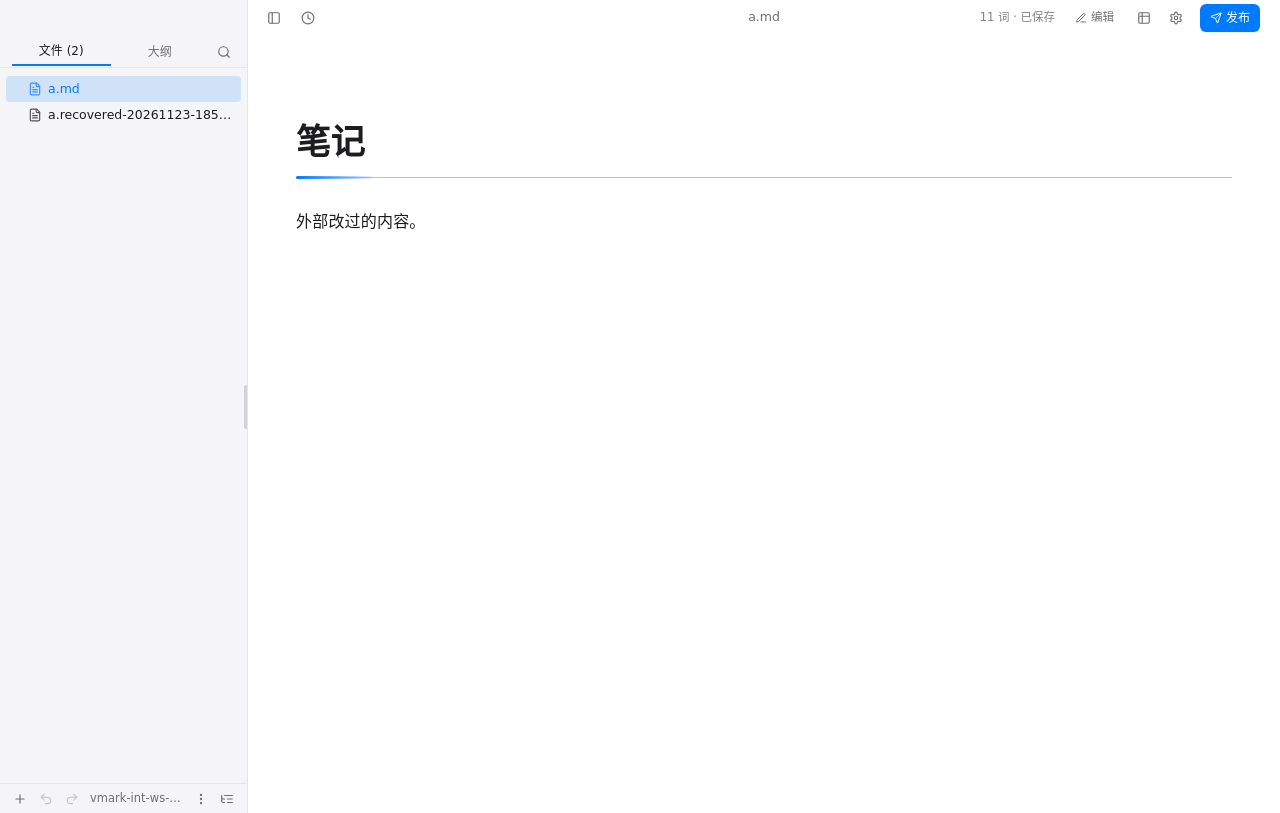 a.md
11 词 · 已保存
编辑
发布
文件 (2)
大纲
a.md
a.recovered-20261123-185…
笔记
外部改过的内容。
vmark-int-ws-…